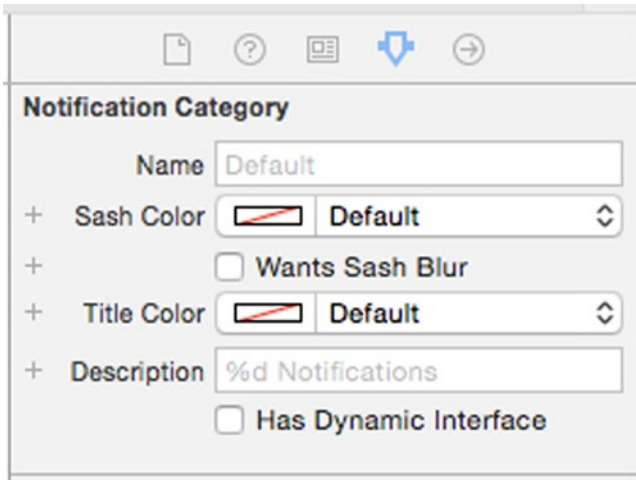 Notification Category
Name Default
+ Sash Color Default
+ Wants Sash Blur
+ Title Color Default
+ Description %d Notifications
Has Dynamic Interface